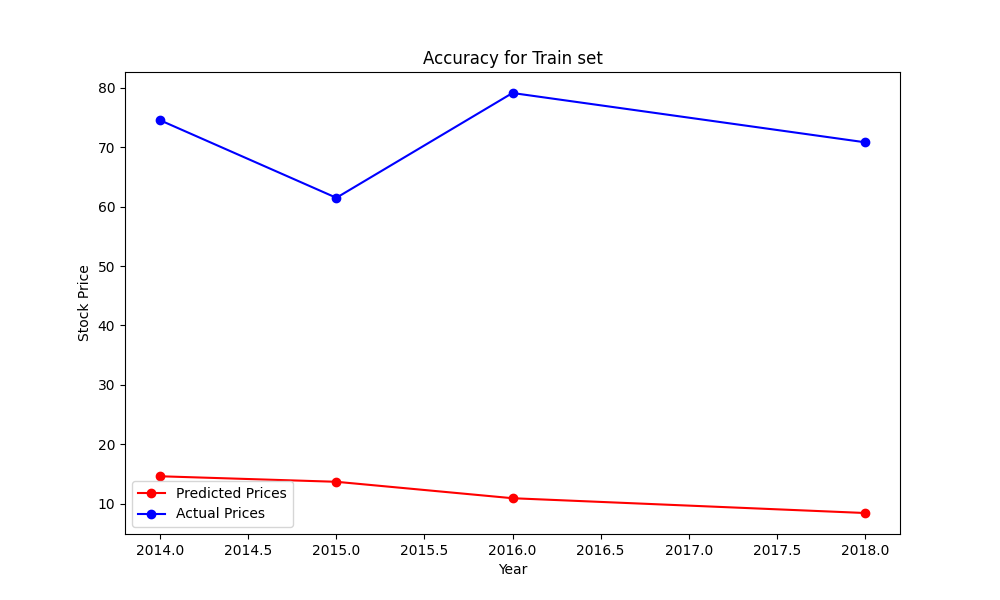 Accuracy for Train set
Stock Price
80
70
60
50
40
30
20
10
Predicted Prices
Actual Prices
2014.0 2014.5 2015.0 2015.5 2016.0 2016.5 2017.0 2017.5 2018.0
Year